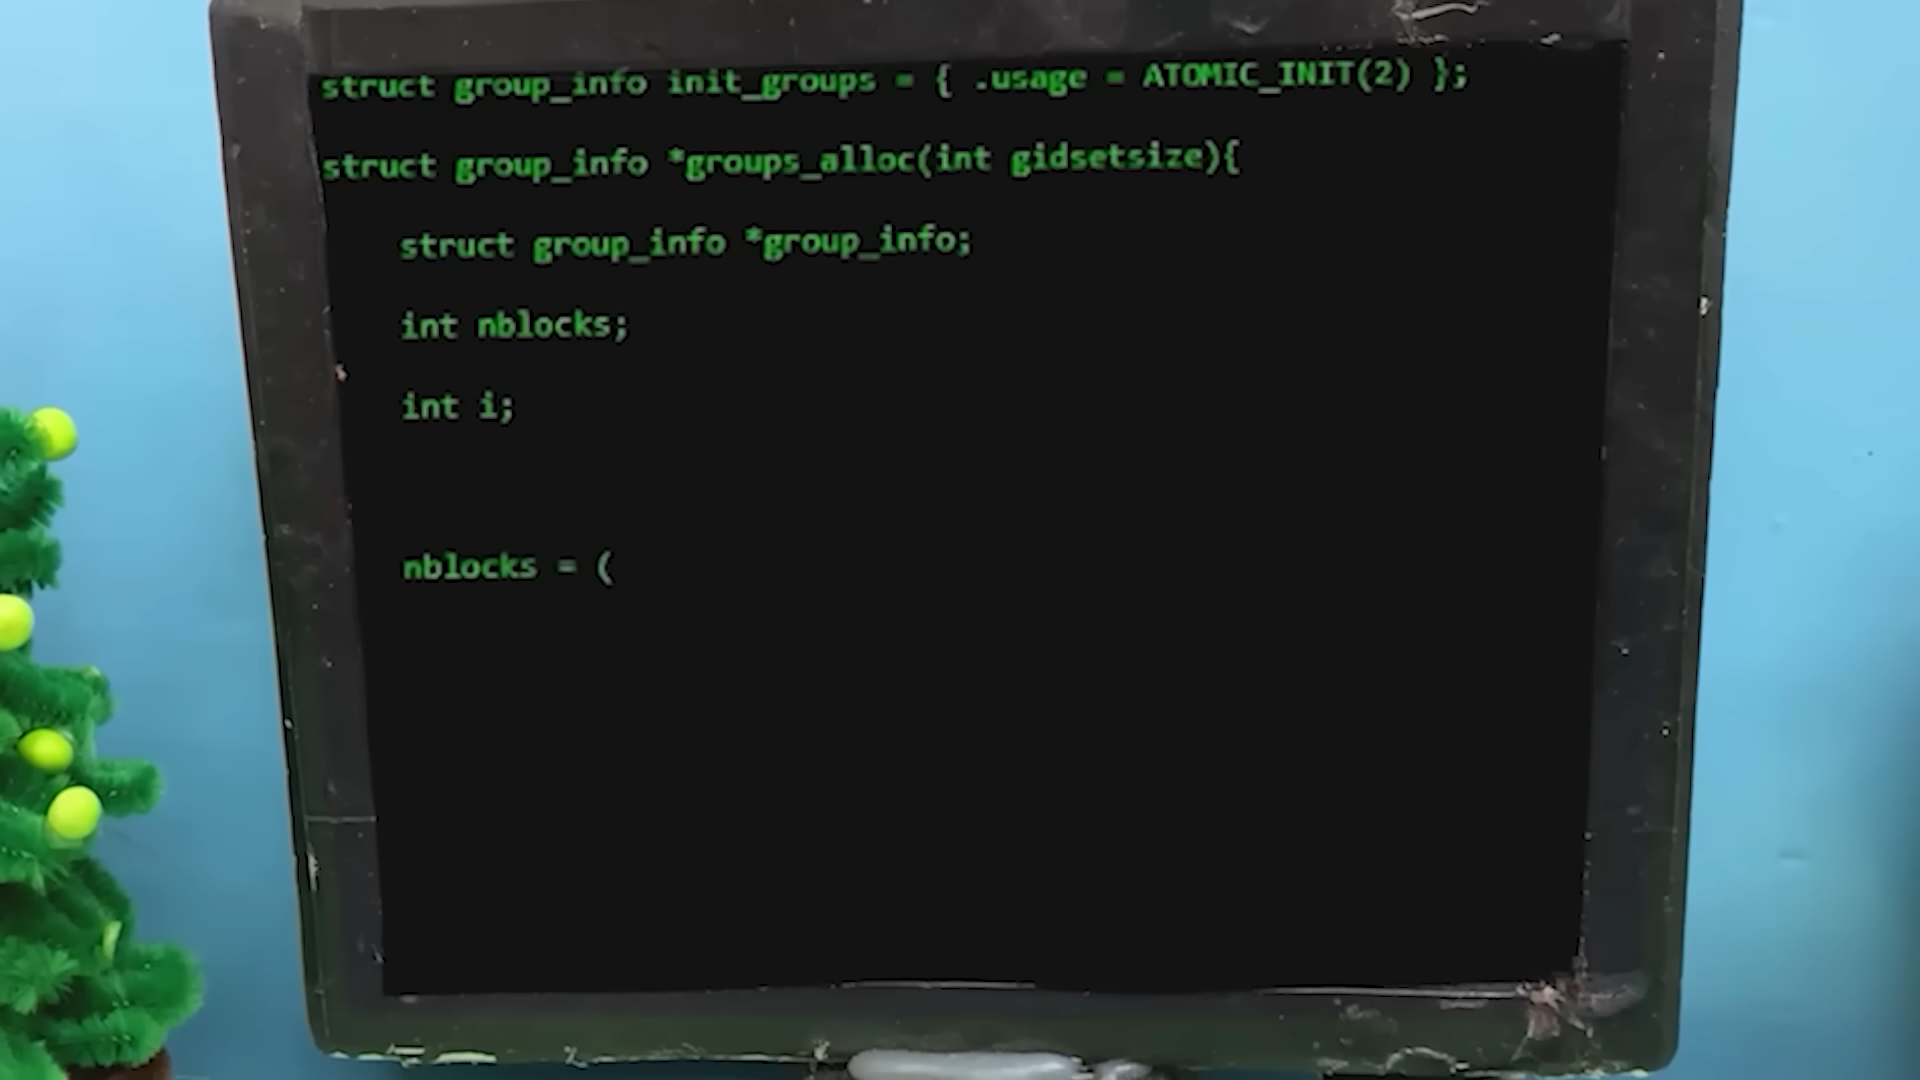 struct group_info init_groups = { .usage = ATOMIC_INIT(2) };
struct group_info *groups_alloc(int gidsetsize){
struct group_info *group_info;
int nblocks;
int i;
nblocks = (